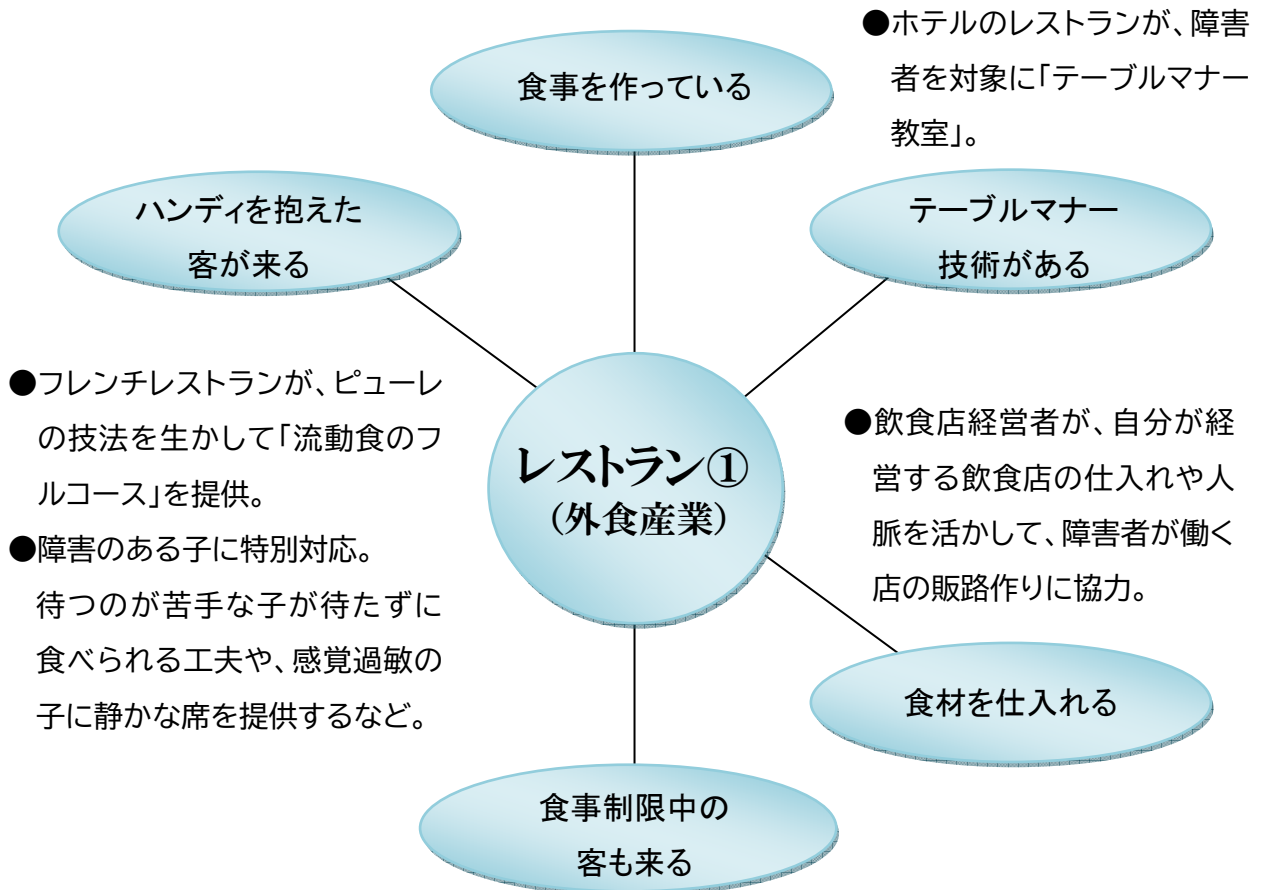 食事を作っている
●ホテルのレストランが、障害
者を対象に「テーブルマナー
教室」。
ハンディを抱えた
客が来る
テーブルマナー
技術がある
●フレンチレストランが、ピューレ
の技法を生かして「流動食のフ
ルコース」を提供。
●障害のある子に特別対応。
待つのが苦手な子が待たずに
食べられる工夫や、感覚過敏の
子に静かな席を提供するなど。
レストラン①
(外食産業)
●飲食店経営者が、自分が経
営する飲食店の仕入れや人
脈を活かして、障害者が働く
店の販路作りに協力。
食材を仕入れる
食事制限中の
客も来る